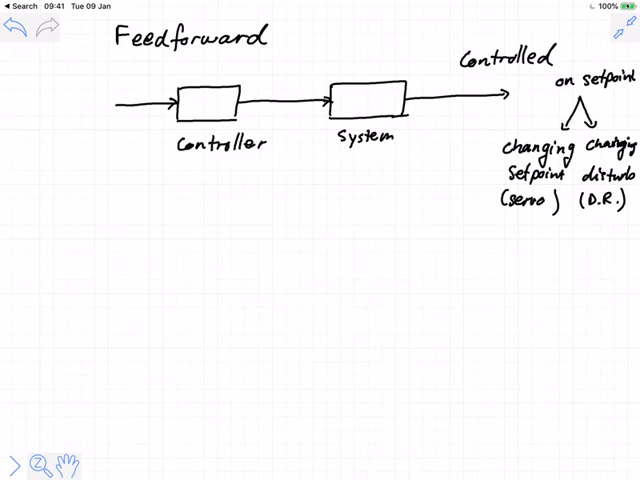 Search 09:41 Tue 09 Jan 100%
Feedforward
Controlled
on setpoint
Controller
System
changing
setpoint
(servo)
changing
disturb
(D.R.)